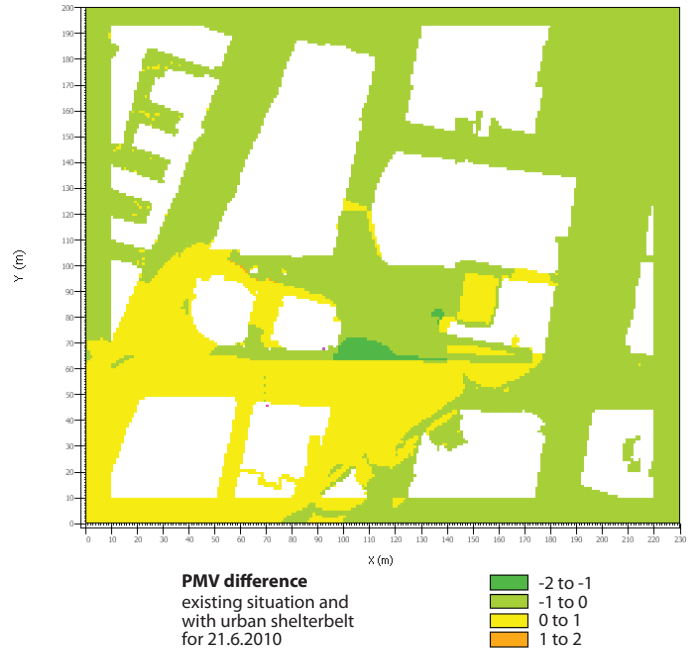 200
190
180
170
160
150
140
130
120
110
100
90
80
70
60
50
40
30
20
10
0
Y (m)
0 10 20 30 40 50 60 70 80 90 100 110 120 130 140 150 160 170 180 190 200 210 220 230
X (m)
PMV difference
existing situation and
with urban shelterbelt
for 21.6.2010
-2 to -1
-1 to 0
0 to 1
1 to 2